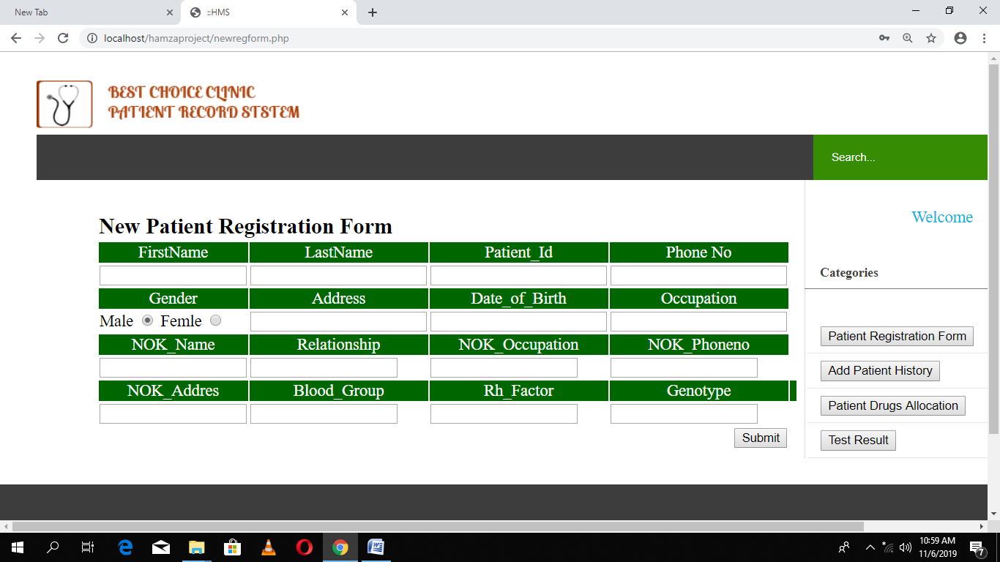 New Tab
::HMS
localhost/hamzaproject/newregform.php
BEST CHOICE CLINIC
PATIENT RECORD STSTEM
Search...
Welcome
New Patient Registration Form
FirstName LastName Patient_Id Phone No
Gender Address Date_of_Birth Occupation
Male Femle
NOK_Name Relationship NOK_Occupation NOK_Phoneno
NOK_Addres Blood_Group Rh_Factor Genotype
Submit
Categories
Patient Registration Form
Add Patient History
Patient Drugs Allocation
Test Result
10:59 AM
11/6/2019
7